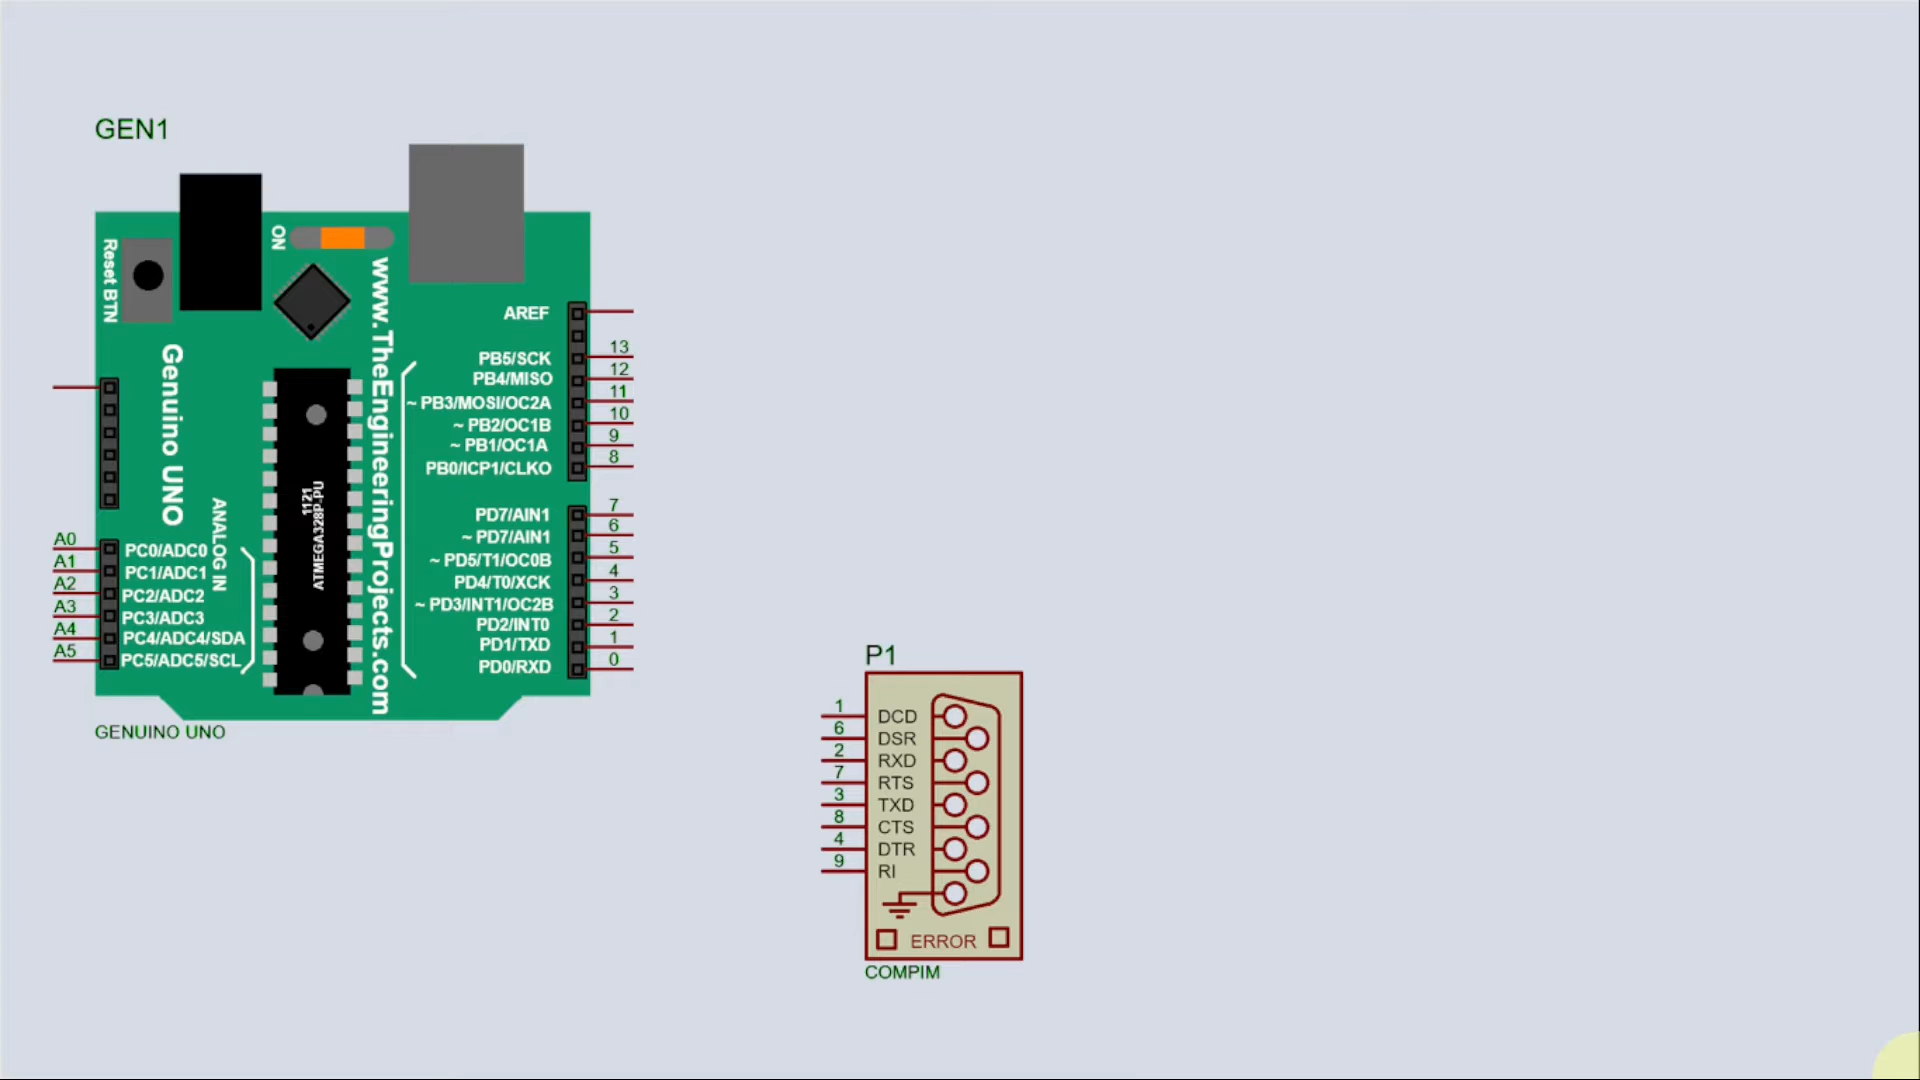 GEN1
ON
Reset BTN
www.TheEngineeringProjects.com
Genuino UNO
ANALOG IN
1121
ATMEGA328P-PU
AREF
PB5/SCK 13
PB4/MISO 12
~ PB3/MOSI/OC2A 11
~ PB2/OC1B 10
~ PB1/OC1A 9
PB0/ICP1/CLKO 8
PD7/AIN1 7
~ PD7/AIN1 6
~ PD5/T1/OC0B 5
PD4/T0/XCK 4
~ PD3/INT1/OC2B 3
PD2/INT0 2
PD1/TXD 1
PD0/RXD 0
A0 PC0/ADC0
A1 PC1/ADC1
A2 PC2/ADC2
A3 PC3/ADC3
A4 PC4/ADC4/SDA
A5 PC5/ADC5/SCL
GENUINO UNO
P1
1 DCD
6 DSR
2 RXD
7 RTS
3 TXD
8 CTS
4 DTR
9 RI
ERROR
COMPIM